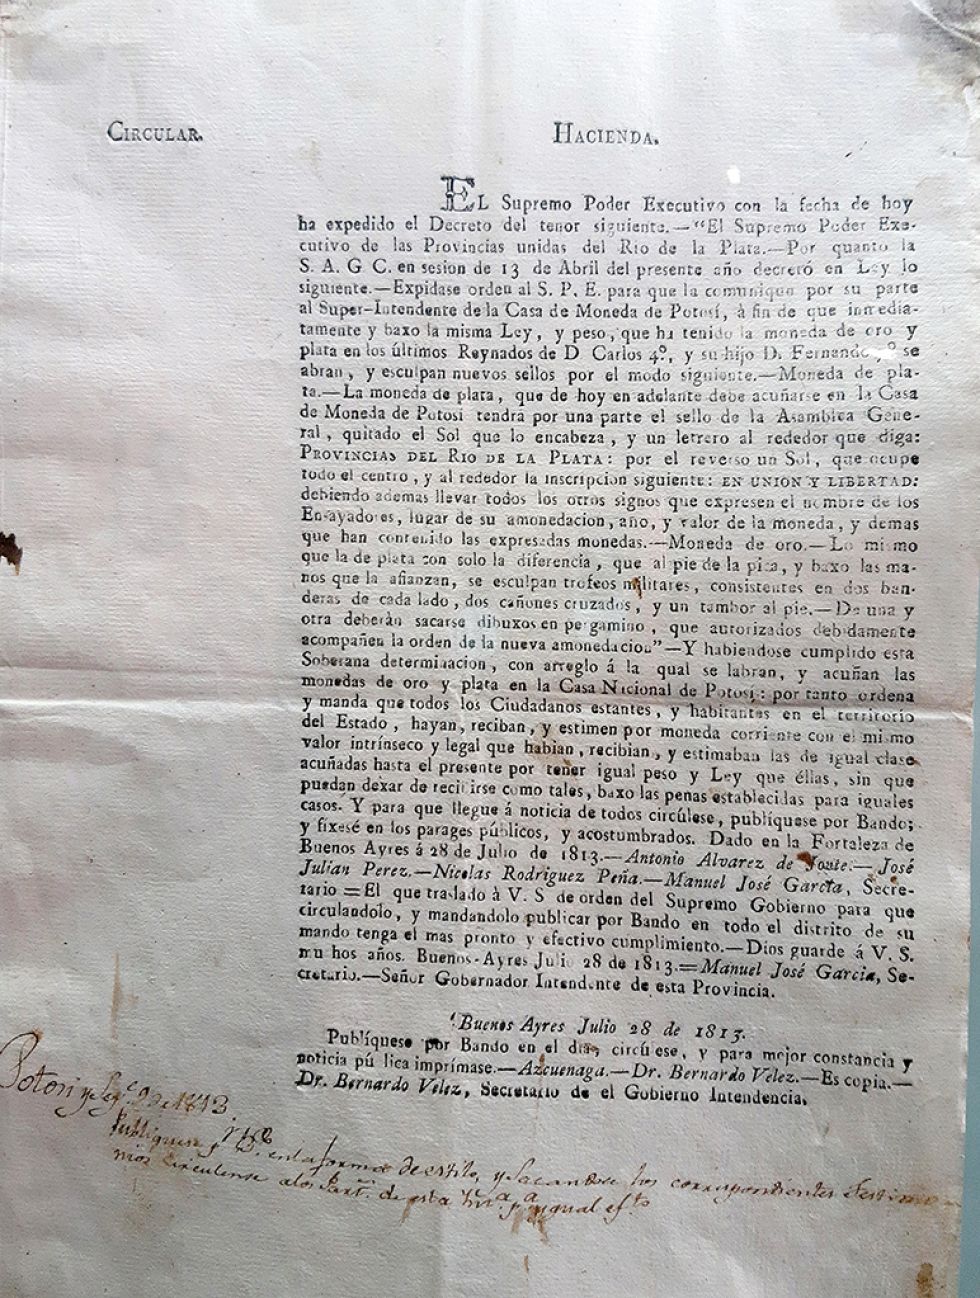 CIRCULAR.
HACIENDA.
EL Supremo Poder Executivo con la fecha de hoy
ha expedido el Decreto del tenor siguiente.—"El Supremo Poder Exe-
cutivo de las Provincias unidas del Rio de la Plata.—Por quanto la
S. A. G. C. en sesion de 13 de Abril del presente año decretó en Ley lo
siguiente.—Expidase orden al S. P. E. para que la comunique por su parte
al Super-Intendente de la Casa de Moneda de Potosí, à fin de que inmedia-
tamente y baxo la misma Ley, y peso, que ha tenido la moneda de oro y
plata en los últimos Reynados de D. Carlos 4º, y su hijo D. Fernando 7º se
abran, y esculpan nuevos sellos por el modo siguiente.—Moneda de pla-
ta.—La moneda de plata, que de hoy en adelante debe acuñarse en la Casa
de Moneda de Potosi tendrá por una parte el sello de la Asamblea Gene-
ral, quitado el Sol que lo encabeza, y un letrero al rededor que diga:
PROVINCIAS DEL RIO DE LA PLATA: por el reverso un Sol, que ocupe
todo el centro, y al rededor la inscripcion siguiente: EN UNION Y LIBERTAD:
debiendo ademas llevar todos los otros signos que expresen el nombre de los
Ensayadores, lugar de su amonedacion, año, y valor de la moneda, y demas
que han contenido las expresadas monedas.—Moneda de oro.—Lo mismo
que la de plata con solo la diferencia, que al pie de la pica, y baxo las ma-
nos que la afianzan, se esculpan trofeos militares, consistentes en dos ban-
deras de cada lado, dos cañones cruzados, y un tambor al pie.—De una y
otra deberán sacarse dibuxos en pergamino, que autorizados debidamente
acompañen la orden de la nueva amonedacion"—Y habiendose cumplido esta
Soberana determinacion, con arreglo á la qual se labran, y acuñan las
monedas de oro y plata en la Casa Nacional de Potosí: por tanto ordena
y manda que todos los Ciudadanos estantes, y habitantes en el territorio
del Estado, hayan, reciban, y estimen por moneda corriente con el mismo
valor intrínseco y legal que habian, recibian, y estimaban las de igual clase
acuñadas hasta el presente por tener igual peso y Ley que éllas, sin que
puedan dexar de recibirse como tales, baxo las penas establecidas para iguales
casos. Y para que llegue á noticia de todos circúlese, publíquese por Bando;
y fixesé en los parages públicos, y acostumbrados. Dado en la Fortaleza de
Buenos Ayres á 28 de Julio de 1813.—Antonio Alvarez de Jonte.—José
Julian Perez.—Nicolas Rodriguez Peña.—Manuel José Garcia, Secre-
tario=El que traslado à V. S de orden del Supremo Gobierno para que
circulandolo, y mandandolo publicar por Bando en todo el distrito de su
mando tenga el mas pronto y efectivo cumplimiento.—Dios guarde á V. S.
mu hos años. Buenos-Ayres Julio 28 de 1813.=Manuel José Garcia, Se-
cretario.—Señor Gobernador Intendente de esta Provincia.
Buenos Ayres Julio 28 de 1813.
Publíquese por Bando en el dia, circúlese, y para mejor constancia y
noticia pú lica imprímase.—Azcuenaga.—Dr. Bernardo Velez.—Es copia.—
Dr. Bernardo Velez, Secretario de el Gobierno Intendencia.
Potosi y 1813
Publiquese p. en la forma de estilo, y sacandose los correspondientes Testimo
nios circulense a los Part.s de esta p.a igual ef.to